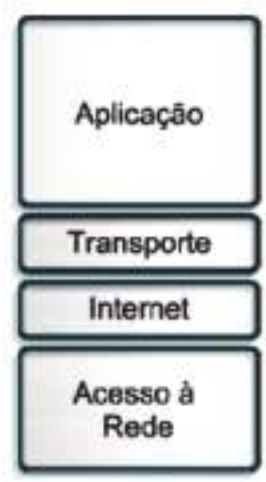 Aplicação
Transporte
Internet
Acesso à
Rede